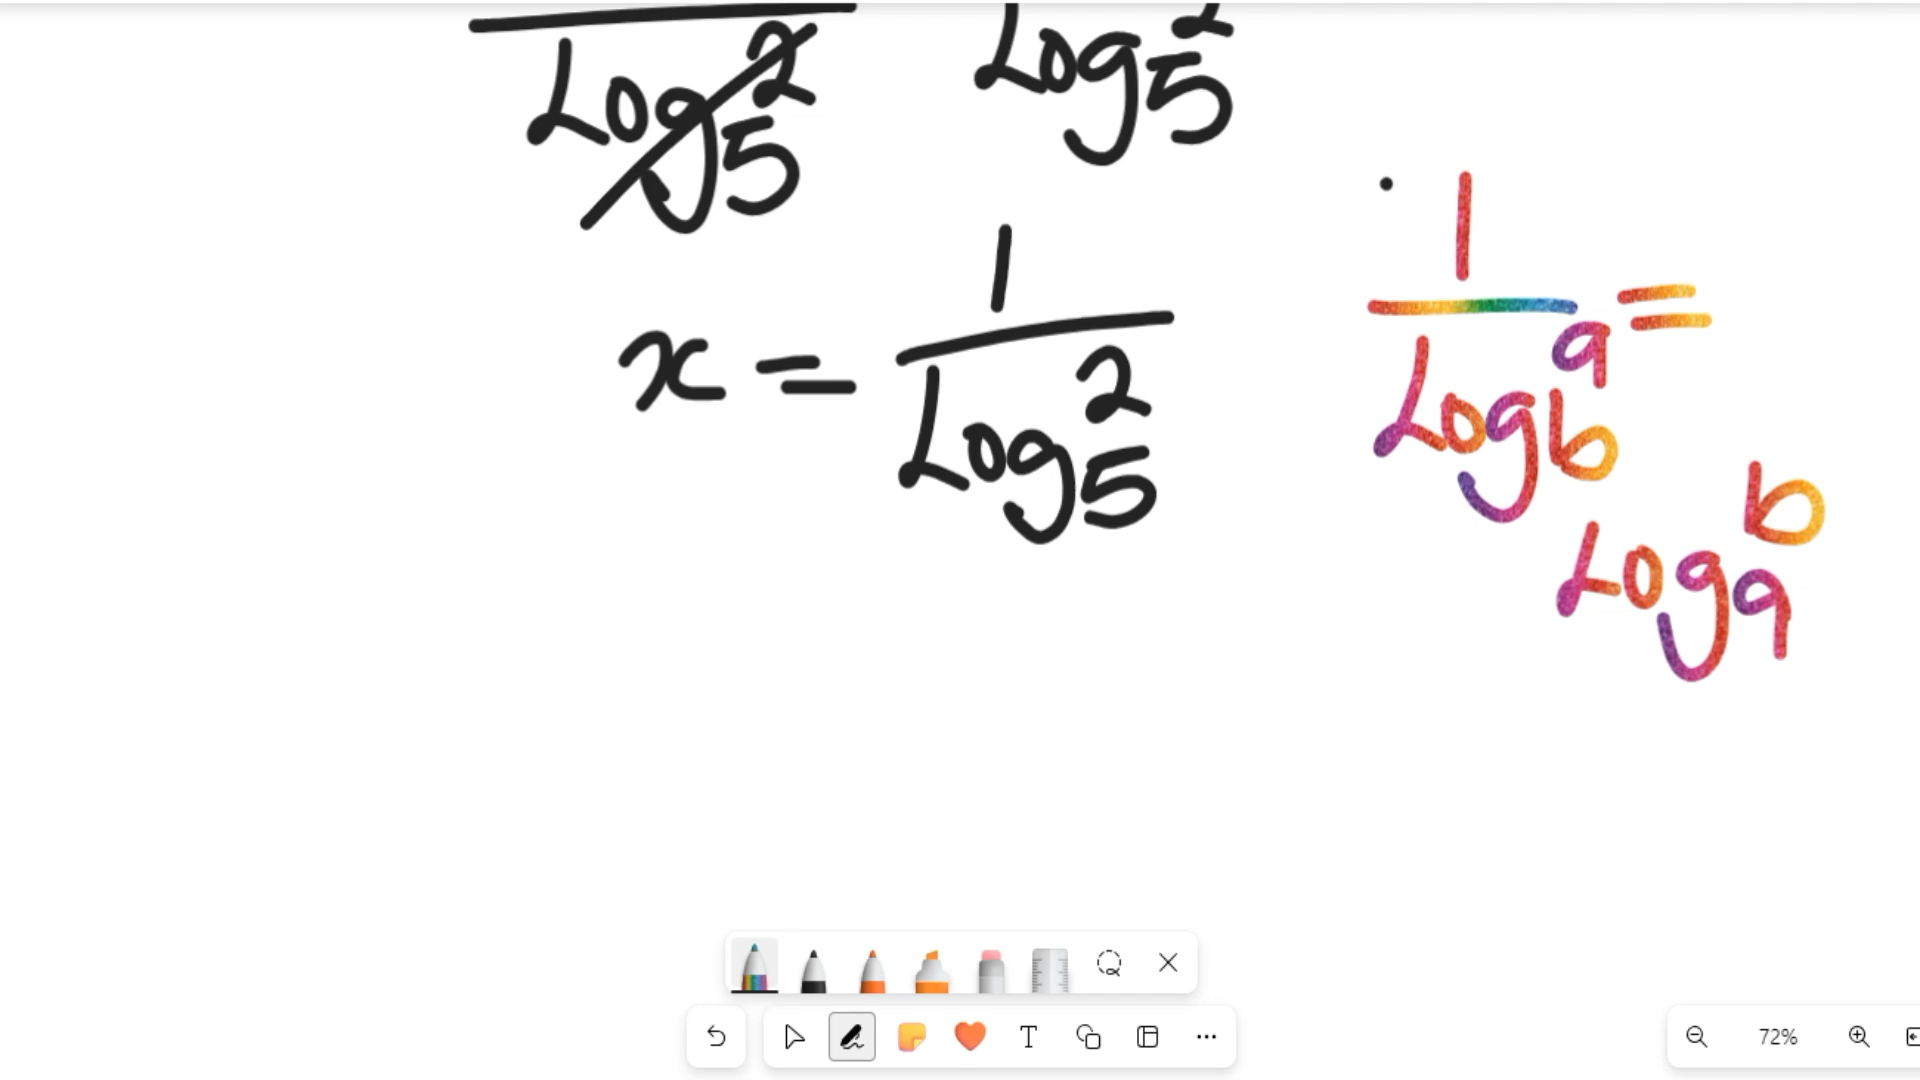 Log₅² Log₅²
x = 1/Log₅²
1/Log_b^a =
Log_a^b
T
72%